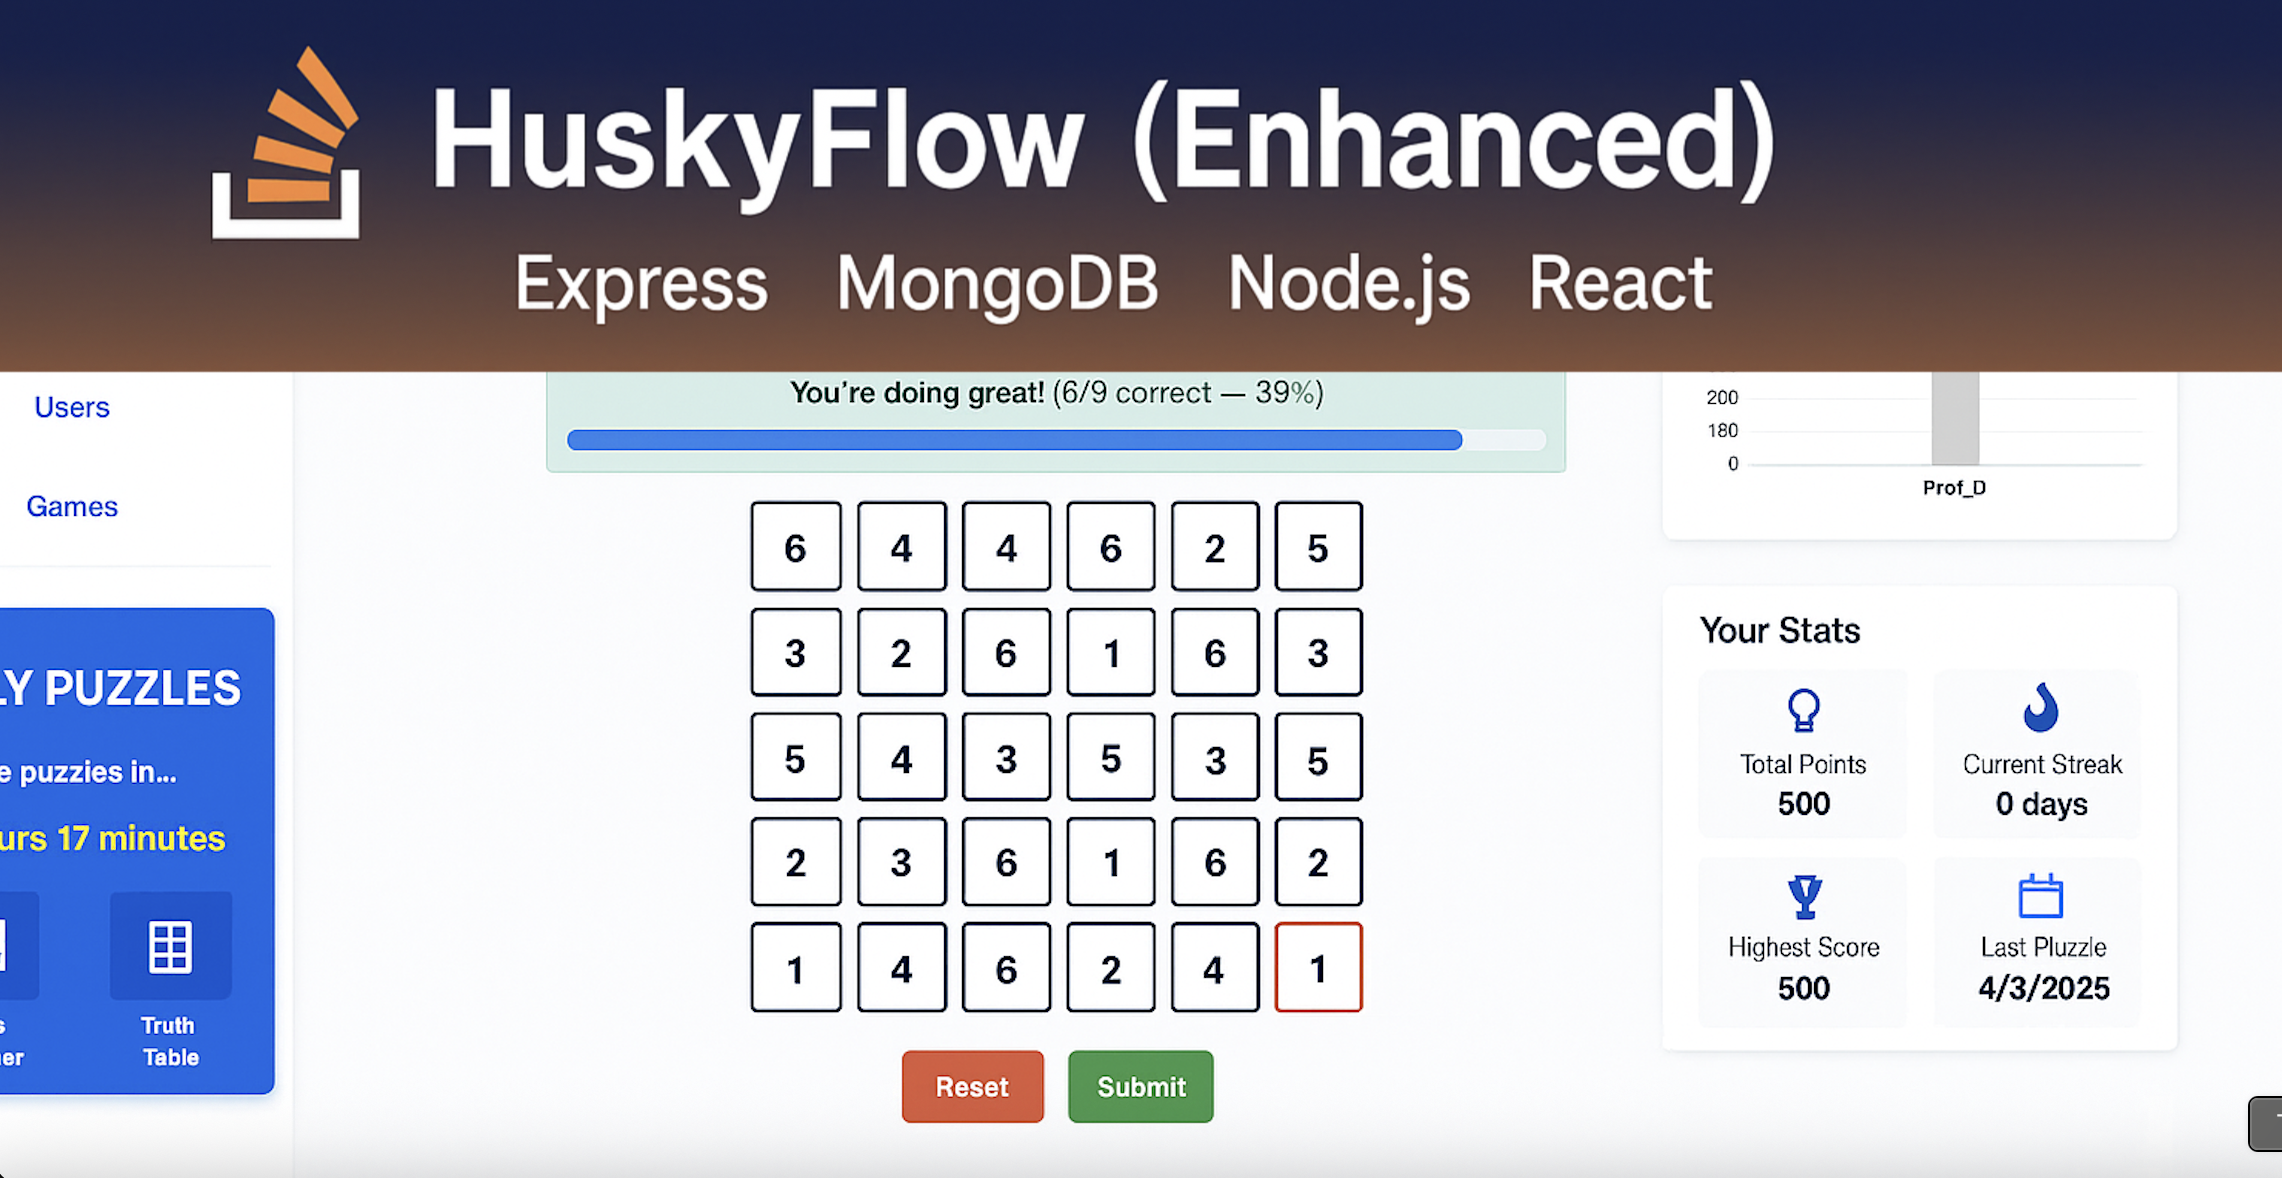 HuskyFlow (Enhanced)
Express MongoDB Node.js React
Users
Games
LY PUZZLES
e puzzies in...
urs 17 minutes
s
er
Truth
Table
You're doing great! (6/9 correct — 39%)
6 4 4 6 2 5
3 2 6 1 6 3
5 4 3 5 3 5
2 3 6 1 6 2
1 4 6 2 4 1
Reset Submit
200
180
0
Prof_D
Your Stats
Total Points
500
Current Streak
0 days
Highest Score
500
Last Pluzzle
4/3/2025